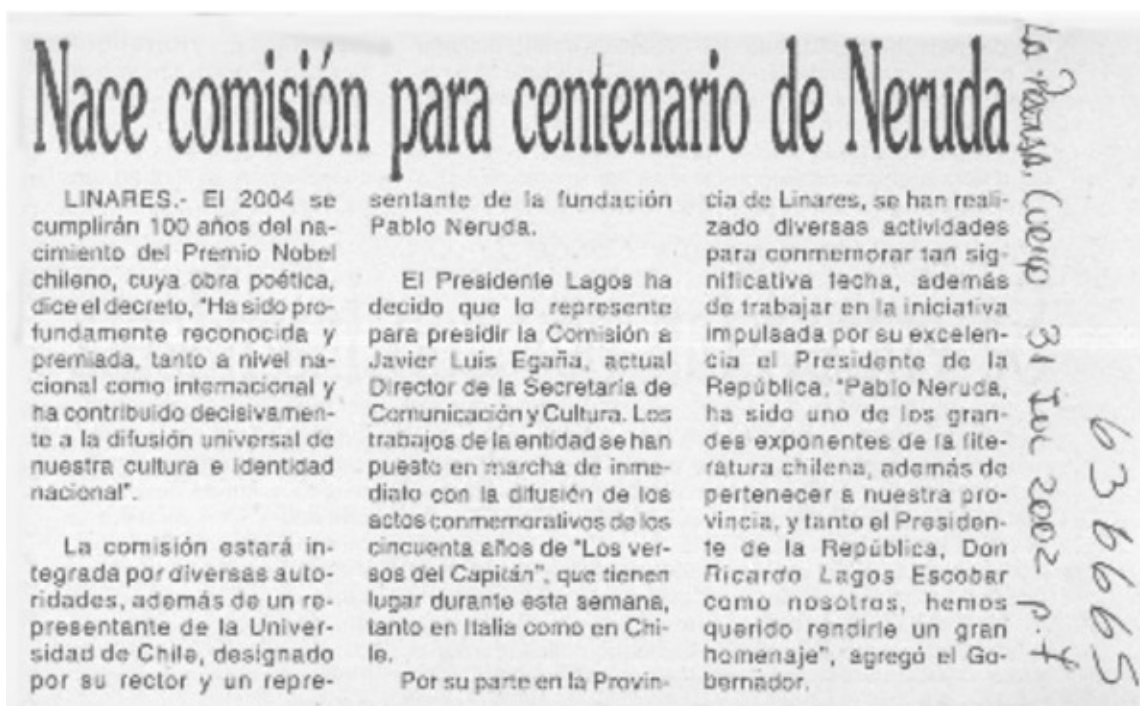 Nace comisión para centenario de Neruda
LINARES.- El 2004 se
cumplirán 100 años del na-
cimiento del Premio Nobel
chileno, cuya obra poética,
dice el decreto, "Ha sido pro-
fundamente reconocida y
premiada, tanto a nivel na-
cional como internacional y
ha contribuido decisivamen-
te a la difusión universal de
nuestra cultura e identidad
nacional".
La comisión estará in-
tegrada por diversas auto-
ridades, además de un re-
presentante de la Univer-
sidad de Chile, designado
por su rector y un repre-
sentante de la fundación
Pablo Neruda.
El Presidente Lagos ha
decido que lo represente
para presidir la Comisión a
Javier Luis Egaña, actual
Director de la Secretaría de
Comunicación y Cultura. Los
trabajos de la entidad se han
puesto en marcha de inme-
diato con la difusión de los
actos conmemorativos de los
cincuenta años de "Los ver-
sos del Capitán", que tienen
lugar durante esta semana,
tanto en Italia como en Chi-
le.
Por su parte en la Provin-
cia de Linares, se han reali-
zado diversas actividades
para conmemorar tan sig-
nificativa fecha, además
de trabajar en la iniciativa
impulsada por su excelen-
cia el Presidente de la
República, "Pablo Neruda,
ha sido uno de los gran-
des exponentes de la lite-
ratura chilena, además de
pertenecer a nuestra pro-
vincia, y tanto el Presiden-
te de la República, Don
Ricardo Lagos Escobar
como nosotros, hemos
querido rendirle un gran
homenaje", agregó el Go-
bernador.
La Prensa, 31 Jul 2002 p.
636665